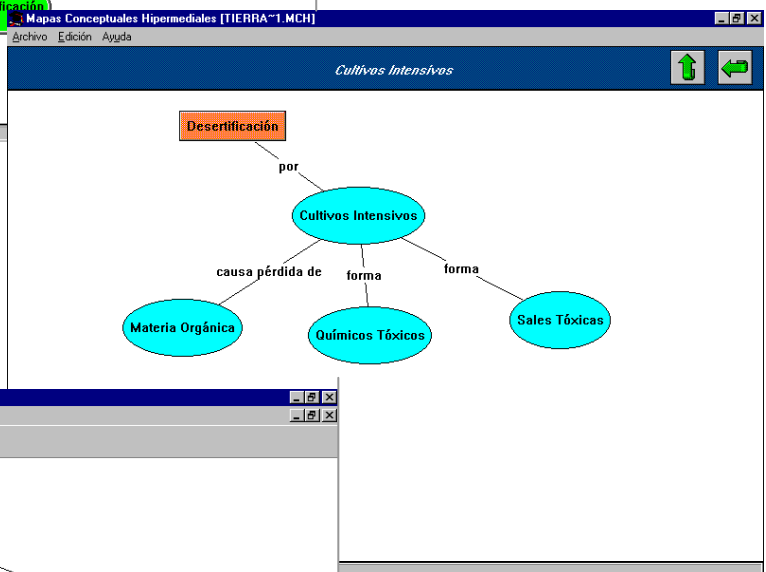 ficación)
Mapas Conceptuales Hipermediales [TIERRA~1.MCH]
Archivo Edición Ayuda
Cultivos Intensivos
Desertificación
por
Cultivos Intensivos
causa pérdida de
forma
forma
Materia Orgánica
Químicos Tóxicos
Sales Tóxicas